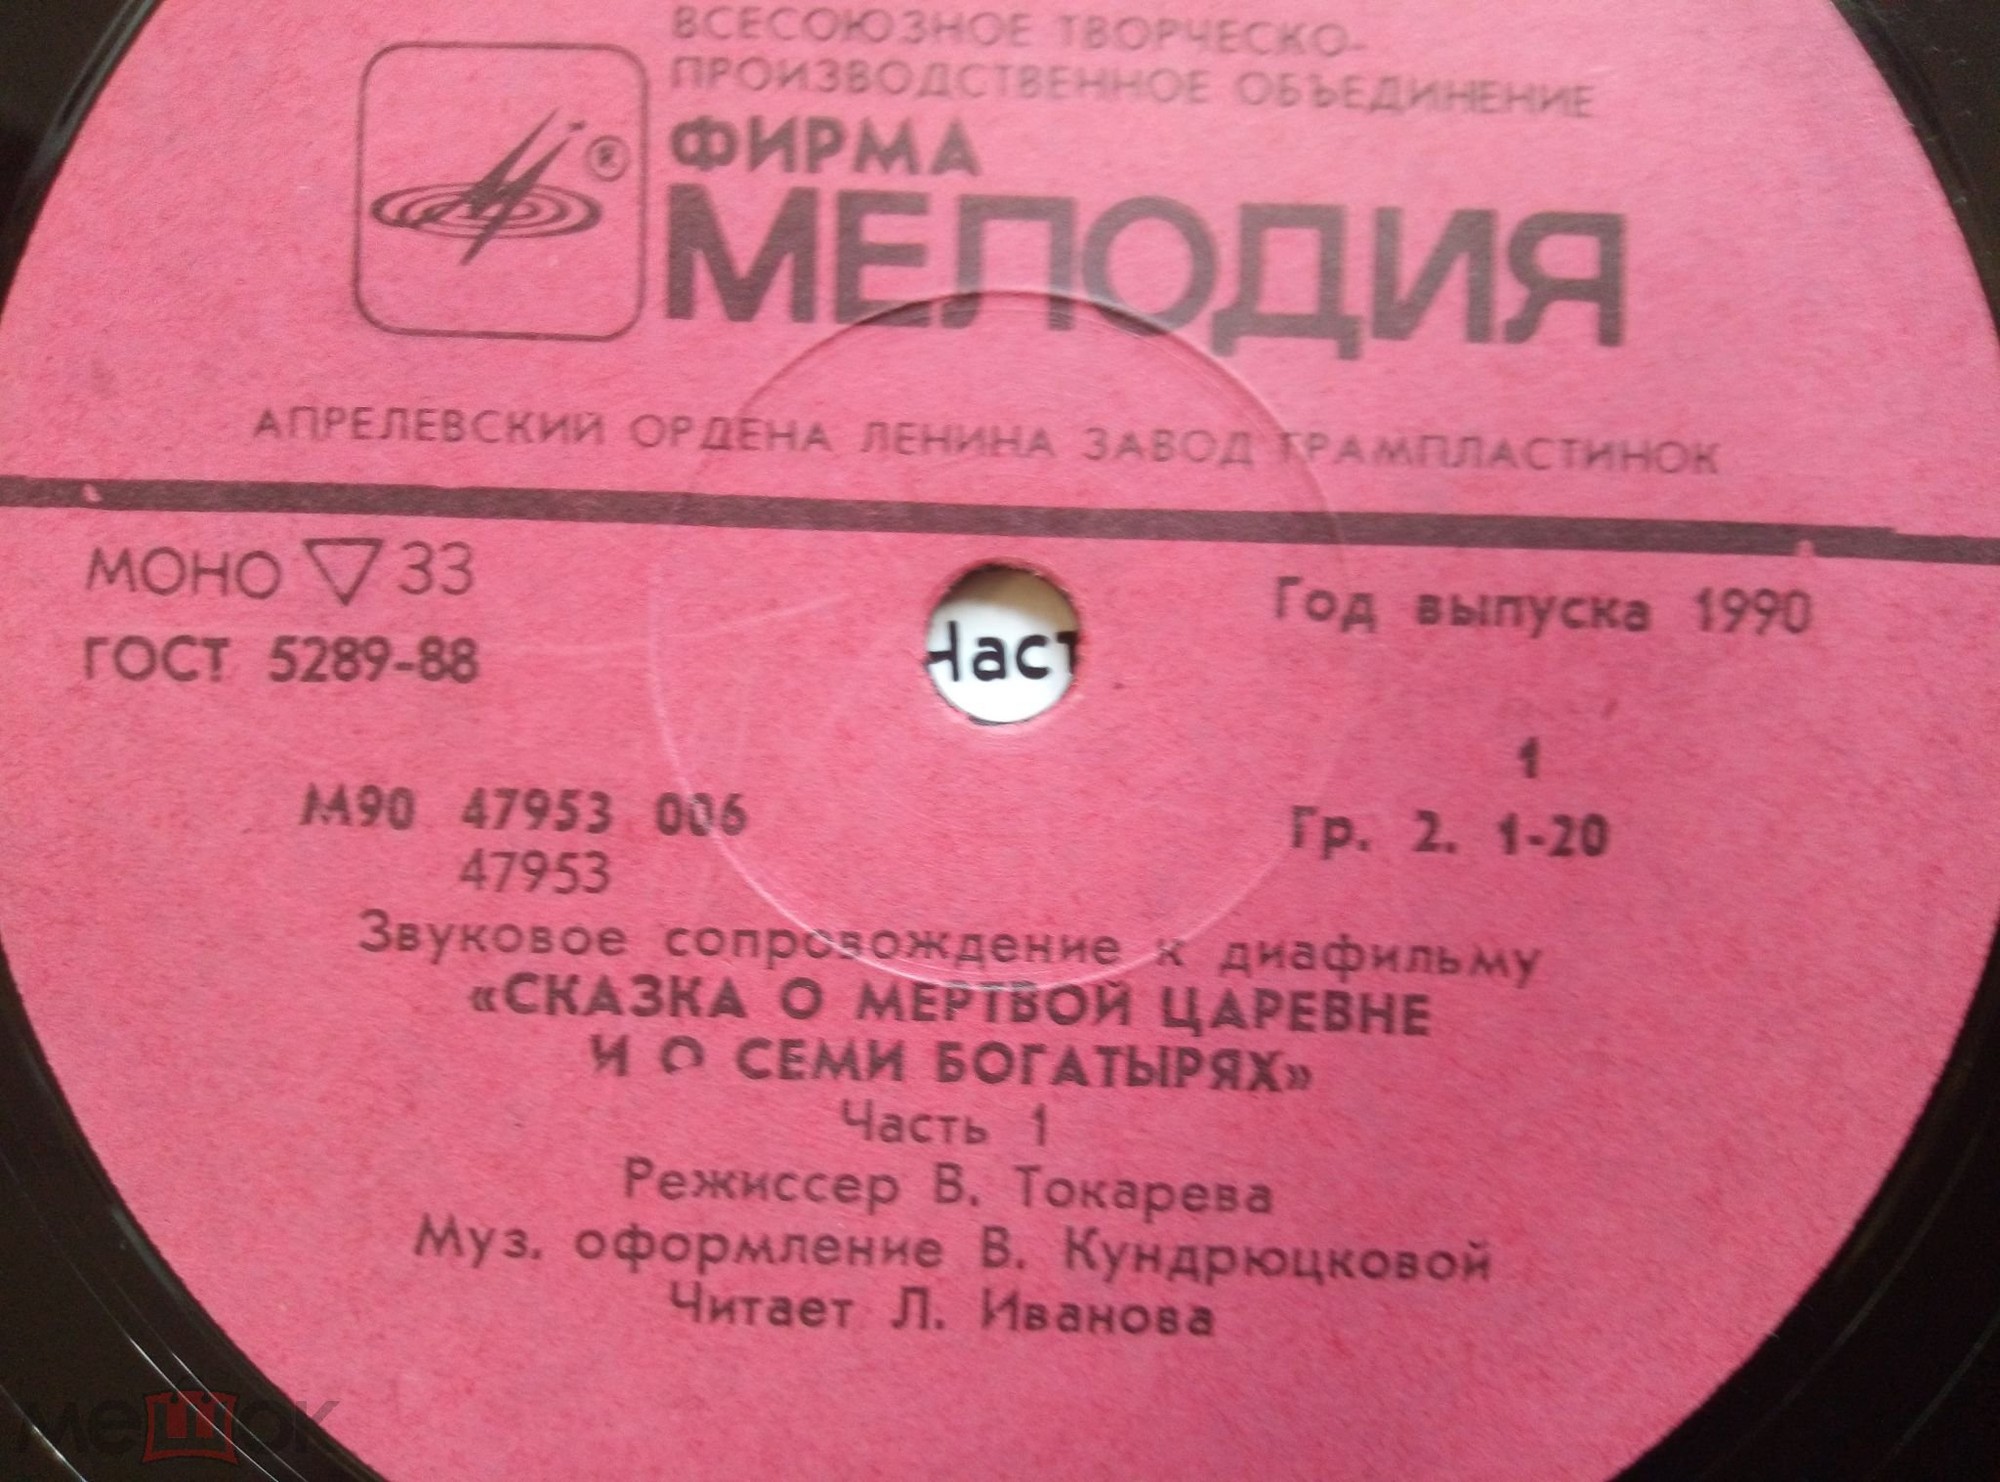 ВСЕСОЮЗНОЕ ТВОРЧЕСКО-
ПРОИЗВОДСТВЕННОЕ ОБЪЕДИНЕНИЕ
ФИРМА
®
МЕЛОДИЯ
АПРЕЛЕВСКИЙ ОРДЕНА ЛЕНИНА ЗАВОД ГРАМПЛАСТИНОК
МОНО ▽ 33
Год выпуска 1990
ГОСТ 5289-88
Част
1
М90 47953 006
Гр. 2. 1-20
47953
Звуковое сопровождение к диафильму
«СКАЗКА О МЕРТВОЙ ЦАРЕВНЕ
И О СЕМИ БОГАТЫРЯХ»
Часть 1
Режиссер В. Токарева
Муз. оформление В. Кундрюцковой
Читает Л. Иванова
мешок